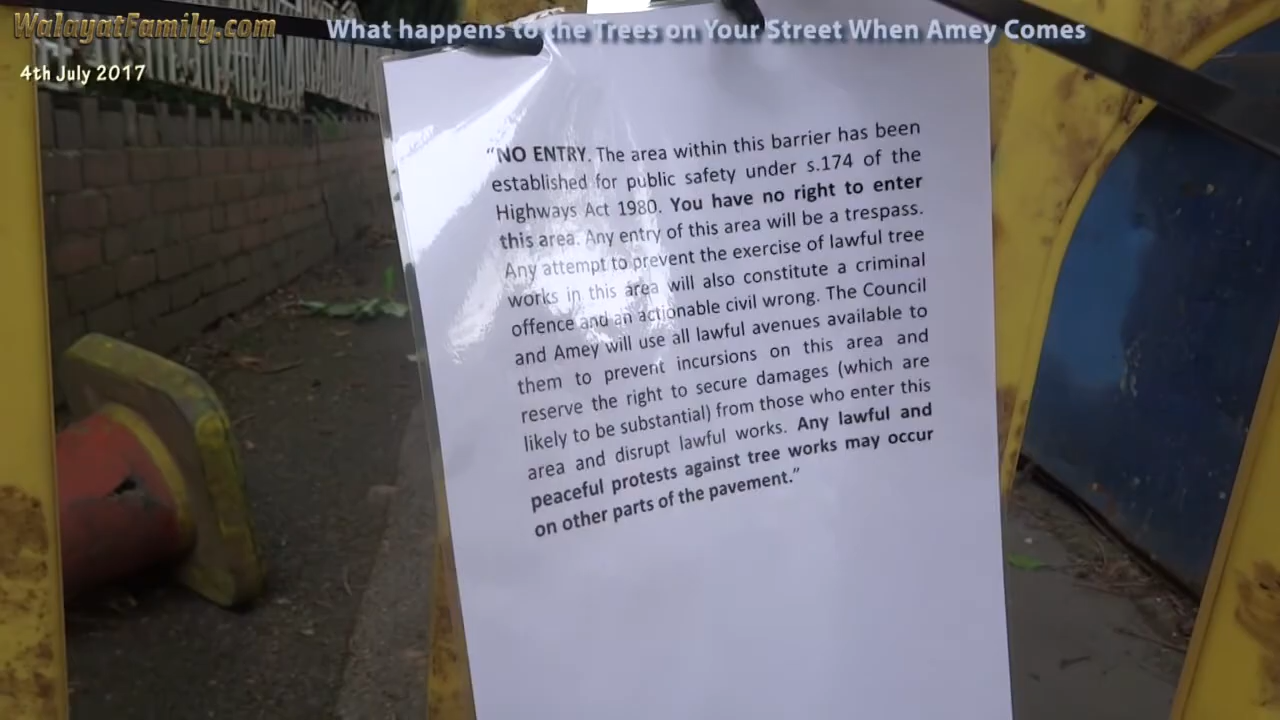 WalayatFamily.com
What happens to the Trees on Your Street When Amey Comes
4th July 2017
“NO ENTRY. The area within this barrier has been
established for public safety under s.174 of the
Highways Act 1980. You have no right to enter
this area. Any entry of this area will be a trespass.
Any attempt to prevent the exercise of lawful tree
works in this area will also constitute a criminal
offence and an actionable civil wrong. The Council
and Amey will use all lawful avenues available to
them to prevent incursions on this area and
reserve the right to secure damages (which are
likely to be substantial) from those who enter this
area and disrupt lawful works. Any lawful and
peaceful protests against tree works may occur
on other parts of the pavement.”